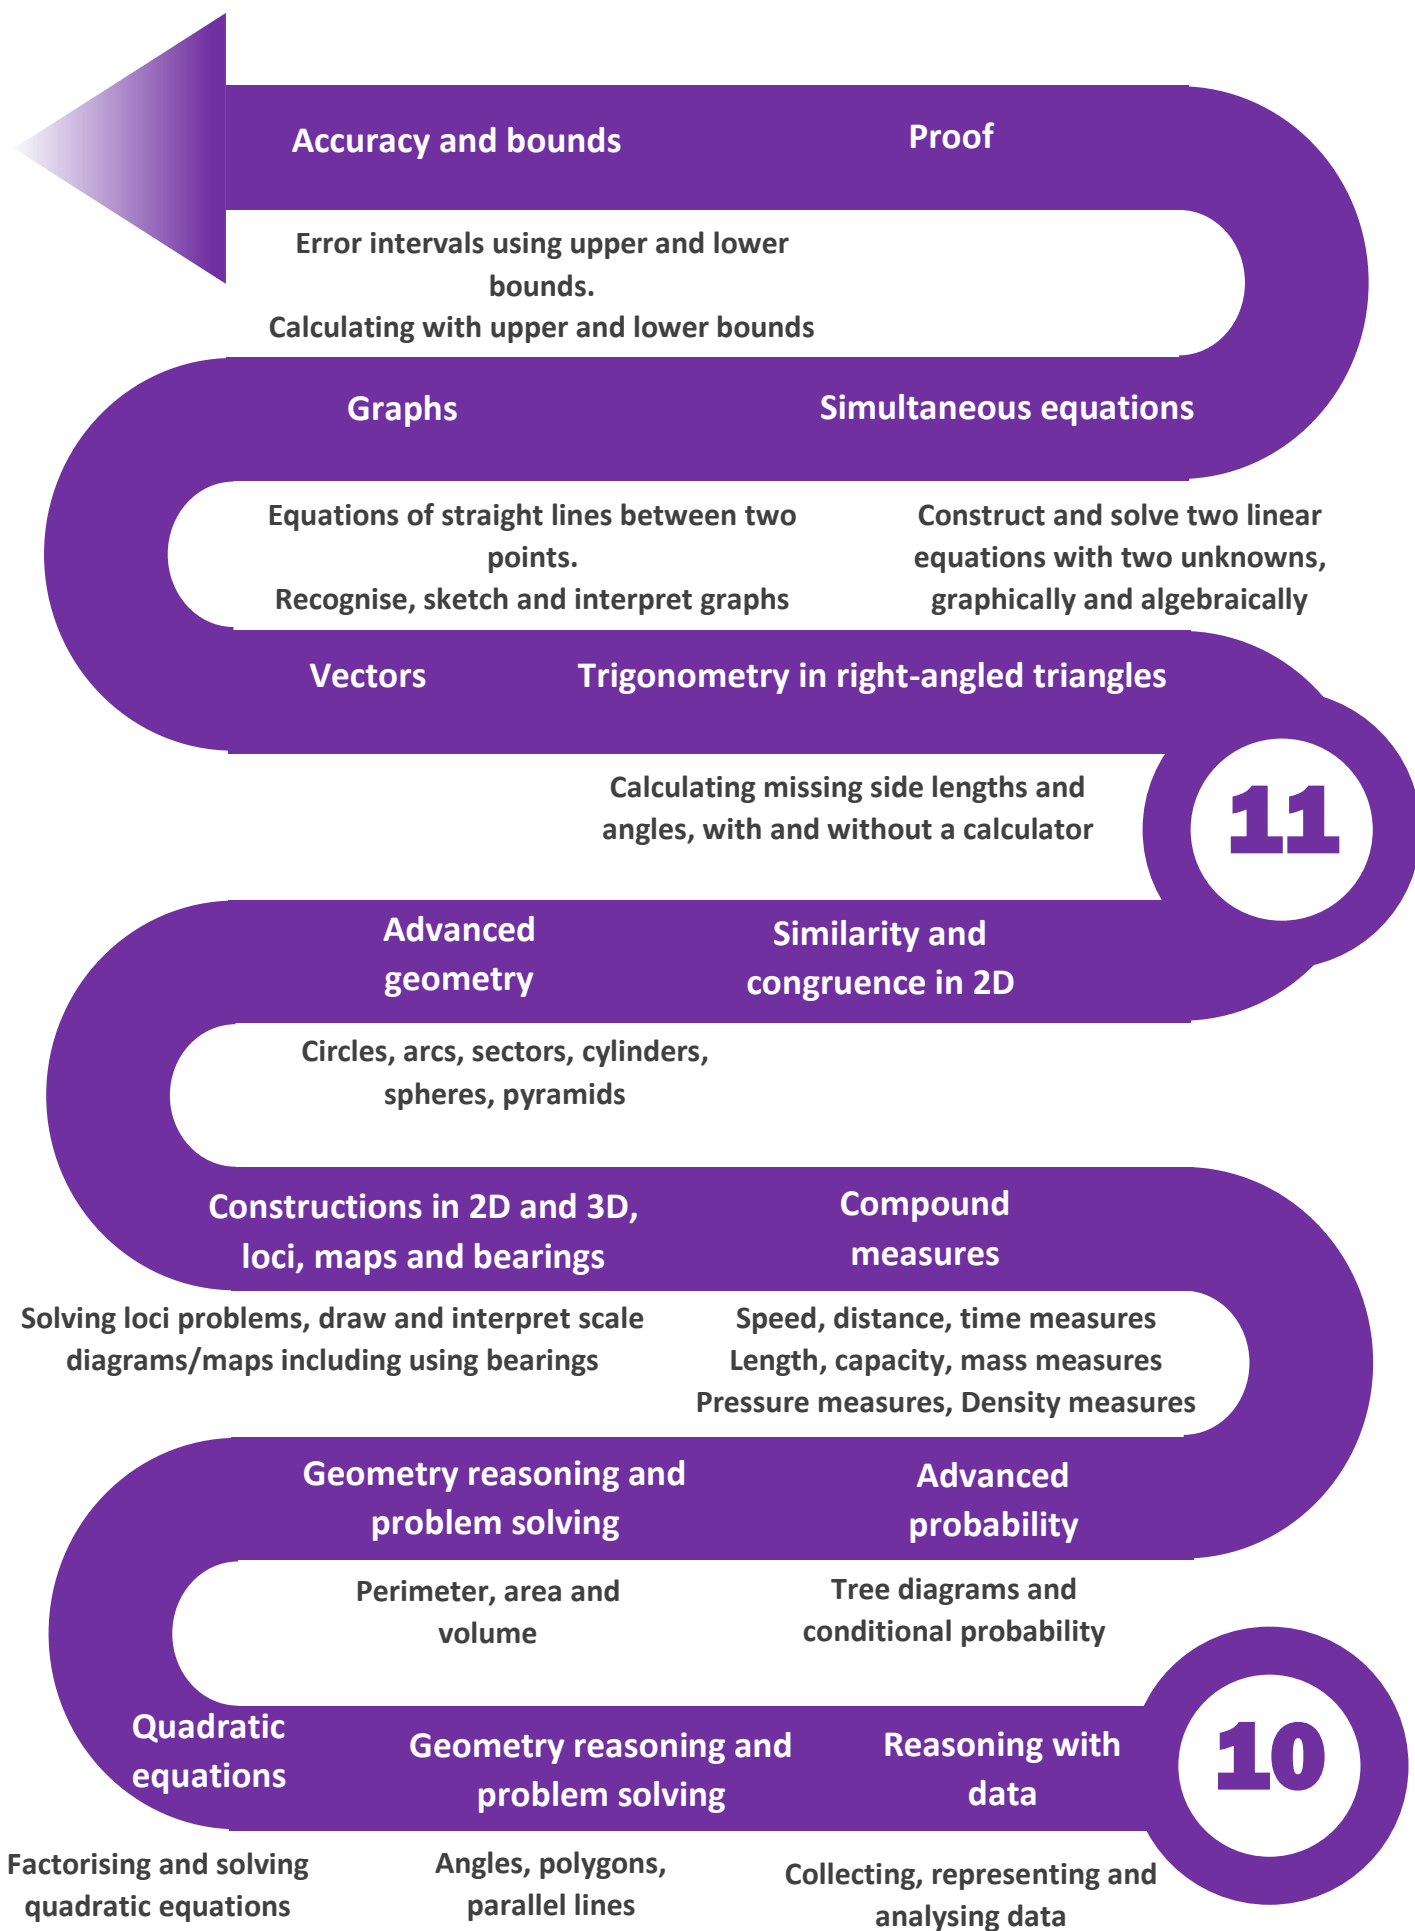 Accuracy and bounds
Proof
Error intervals using upper and lower
bounds.
Calculating with upper and lower bounds
Graphs
Simultaneous equations
Equations of straight lines between two
points.
Recognise, sketch and interpret graphs
Construct and solve two linear
equations with two unknowns,
graphically and algebraically
Vectors
Trigonometry in right-angled triangles
Calculating missing side lengths and
angles, with and without a calculator
11
Advanced
geometry
Similarity and
congruence in 2D
Circles, arcs, sectors, cylinders,
spheres, pyramids
Constructions in 2D and 3D,
loci, maps and bearings
Compound
measures
Solving loci problems, draw and interpret scale
diagrams/maps including using bearings
Speed, distance, time measures
Length, capacity, mass measures
Pressure measures, Density measures
Geometry reasoning and
problem solving
Advanced
probability
Perimeter, area and
volume
Tree diagrams and
conditional probability
Quadratic
equations
Geometry reasoning and
problem solving
Reasoning with
data
10
Factorising and solving
quadratic equations
Angles, polygons,
parallel lines
Collecting, representing and
analysing data